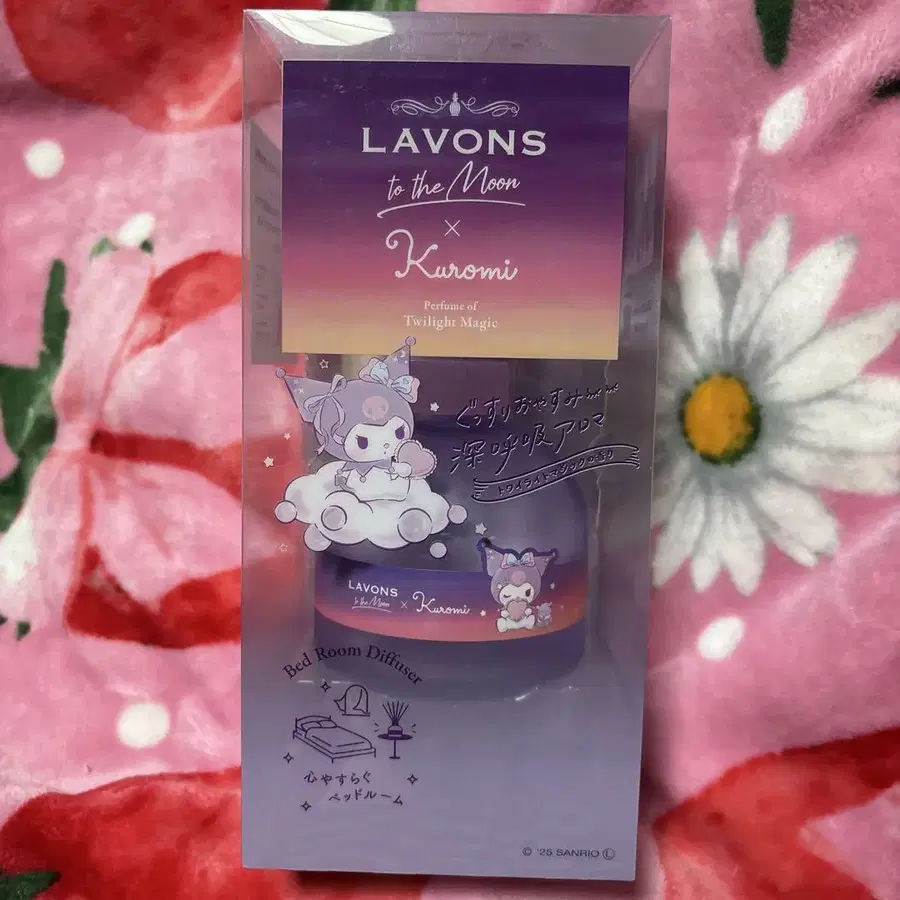 LAVONS
to the Moon
×
Kuromi
Perfume of
Twilight Magic
ぐっすりおやすみ
深呼吸アロマ
トワイライトマジックの香り
LAVONS
to the Moon × Kuromi
Bed Room Diffuser
心やすらぐ
ベッドルーム
© '25 SANRIO Ⓛ